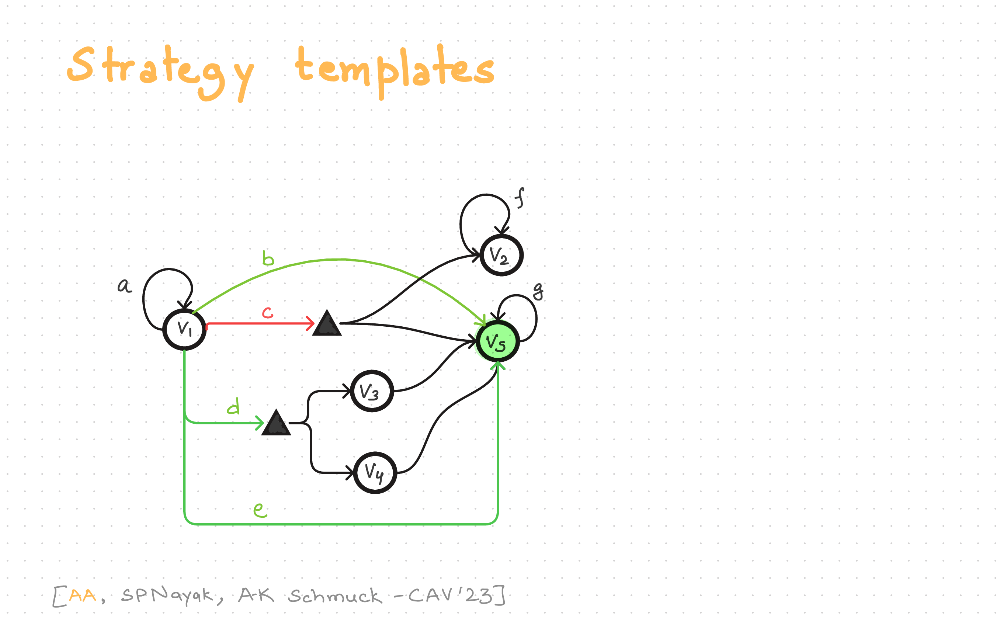 Strategy templates
f
V2
b
a
g
c
V1
V5
V3
d
V4
e
[AA, SPNayak, AK Schmuck - CAV'23]